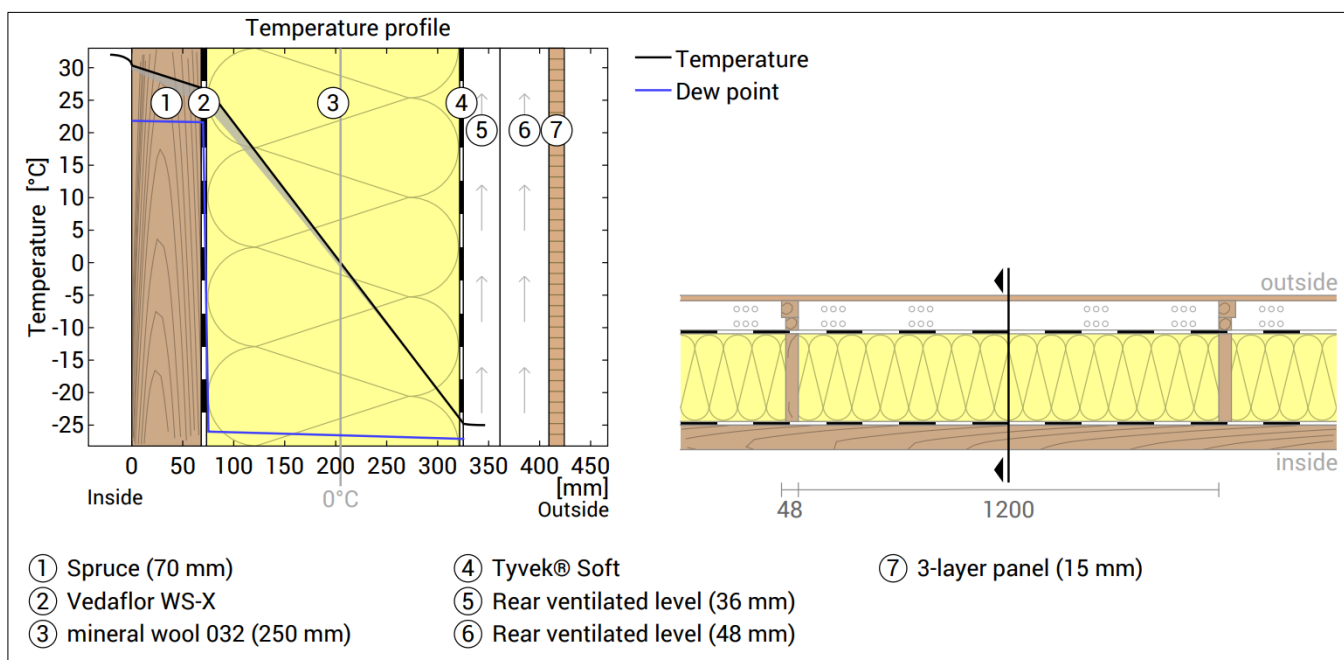 Temperature profile
Temperature [°C]
30
25
20
15
10
5
0
-5
-10
-15
-20
-25
1
2
3
4
5
6
7
0 50 100 150 200 250 300 350 400 450
[mm]
Inside
0°C
Outside
Temperature
Dew point
outside
inside
48
1200
1 Spruce (70 mm)
2 Vedaflor WS-X
3 mineral wool 032 (250 mm)
4 Tyvek® Soft
5 Rear ventilated level (36 mm)
6 Rear ventilated level (48 mm)
7 3-layer panel (15 mm)